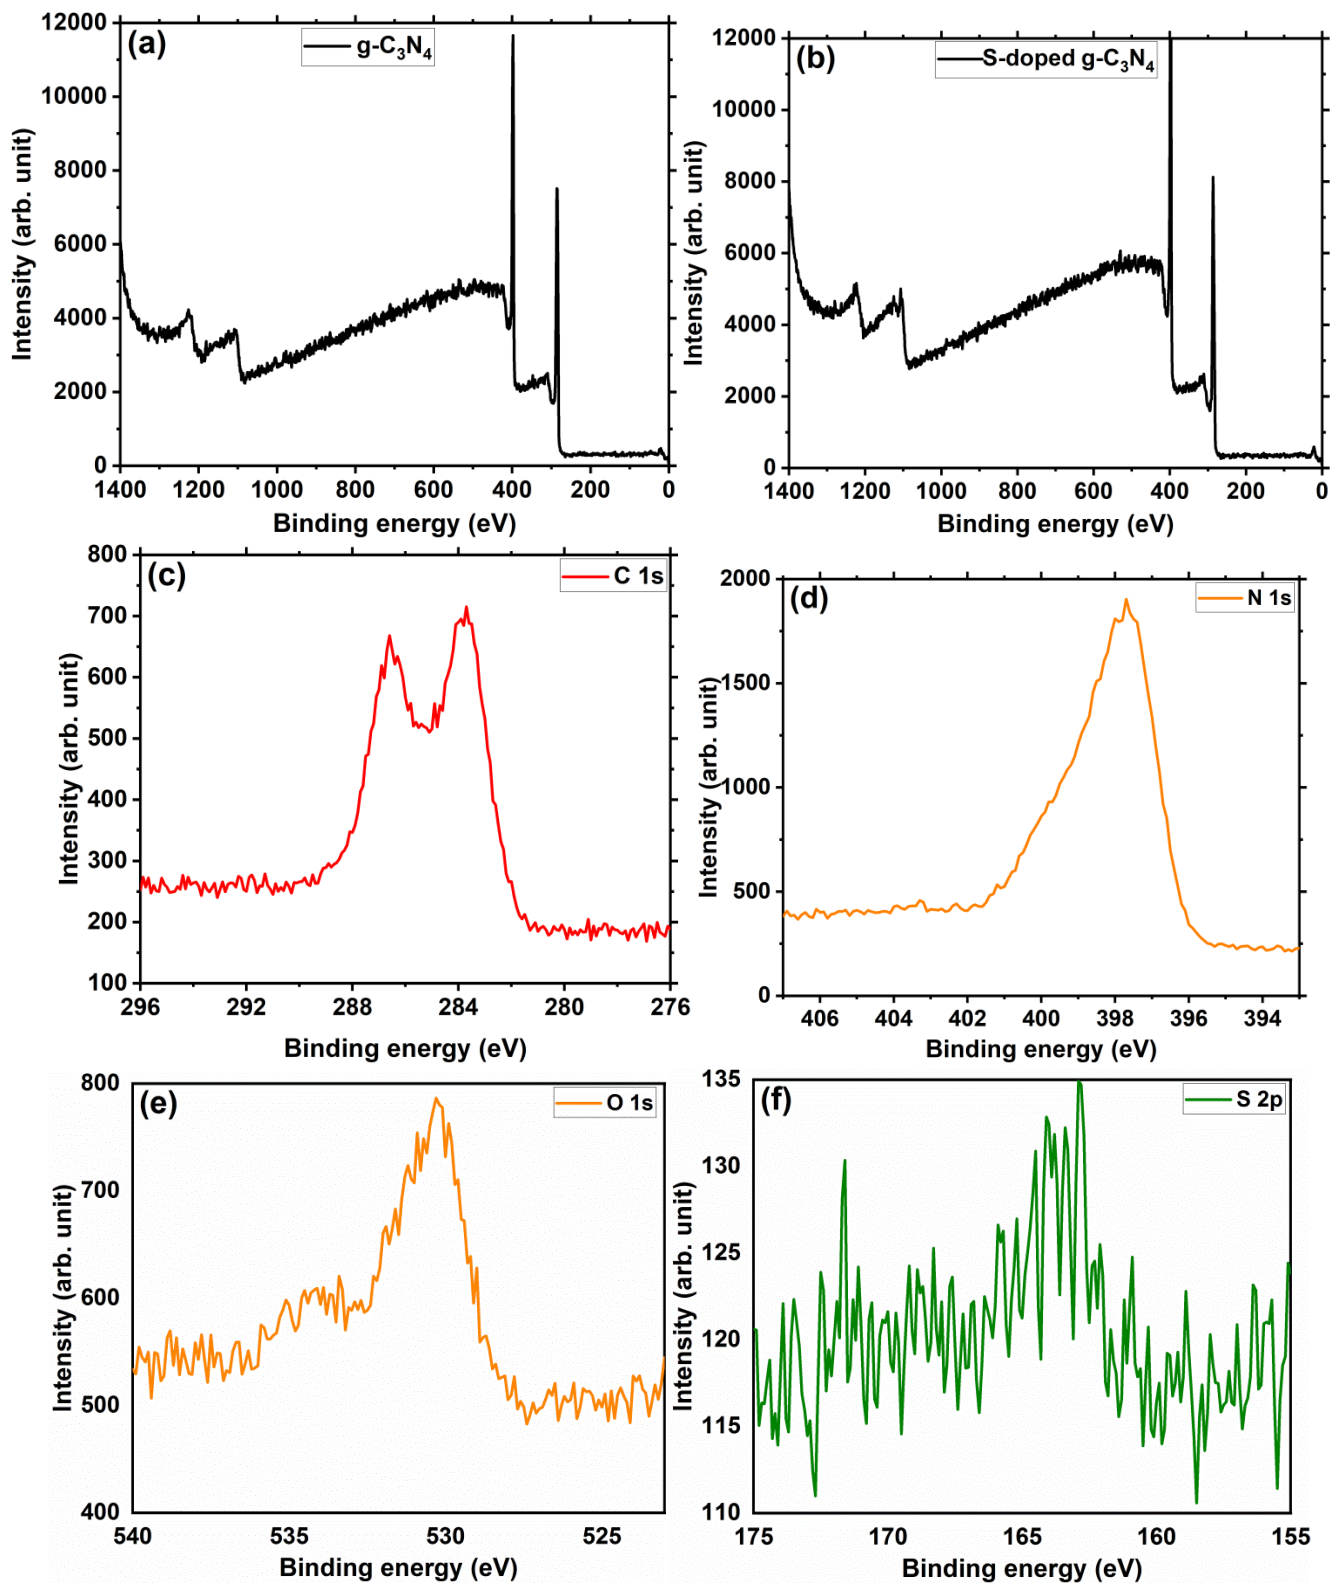 (a)
g-C₃N₄
12000
10000
8000
6000
4000
2000
0
Intensity (arb. unit)
1400 1200 1000 800 600 400 200 0
Binding energy (eV)
(b)
S-doped g-C₃N₄
12000
10000
8000
6000
4000
2000
0
Intensity (arb. unit)
1400 1200 1000 800 600 400 200 0
Binding energy (eV)
(c)
C 1s
800
700
600
500
400
300
200
100
Intensity (arb. unit)
296 292 288 284 280 276
Binding energy (eV)
(d)
N 1s
2000
1500
1000
500
0
Intensity (arb. unit)
406 404 402 400 398 396 394
Binding energy (eV)
(e)
O 1s
800
700
600
500
400
Intensity (arb. unit)
540 535 530 525
Binding energy (eV)
(f)
S 2p
135
130
125
120
115
110
Intensity (arb. unit)
175 170 165 160 155
Binding energy (eV)